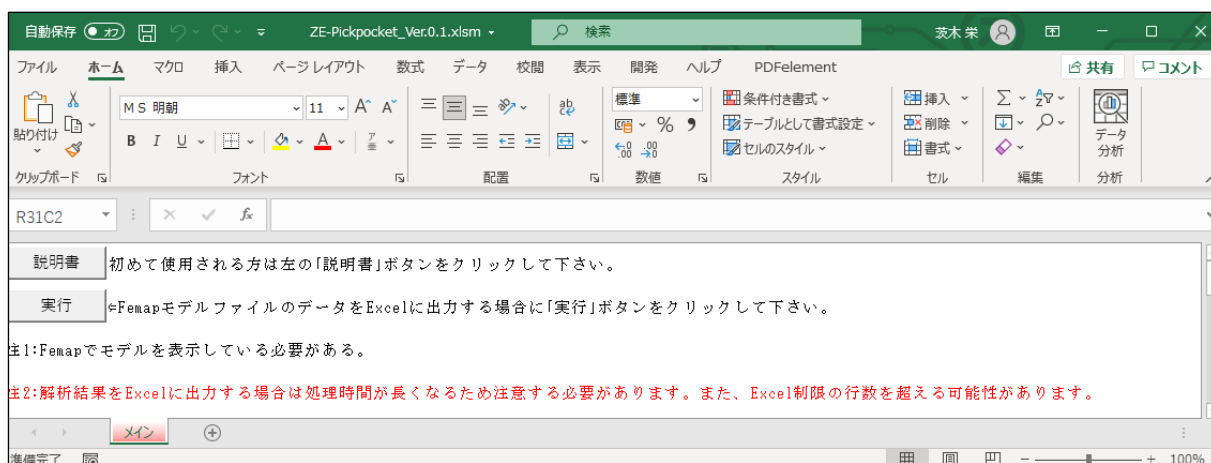 自動保存 オフ ZE-Pickpocket_Ver.0.1.xlsm 検索 茨木 栄
ファイル ホーム マクロ 挿入 ページ レイアウト 数式 データ 校閲 表示 開発 ヘルプ PDFelement 共有 コメント
貼り付け
MS 明朝 11 A^ A˅ ab 標準 条件付き書式 挿入 Σ
B I U A ア 亜 % 9 テーブルとして書式設定 削除 データ
.00 .00 セルのスタイル 書式 分析
クリップボード フォント 配置 数値 スタイル セル 編集 分析
R31C2 fx
説明書 初めて使用される方は左の「説明書」ボタンをクリックして下さい。
実行 ⇐FemapモデルファイルのデータをExcelに出力する場合に「実行」ボタンをクリックして下さい。
注1:Femapでモデルを表示している必要がある。
注2:解析結果をExcelに出力する場合は処理時間が長くなるため注意する必要があります。また、Excel制限の行数を超える可能性があります。
メイン
準備完了 100%